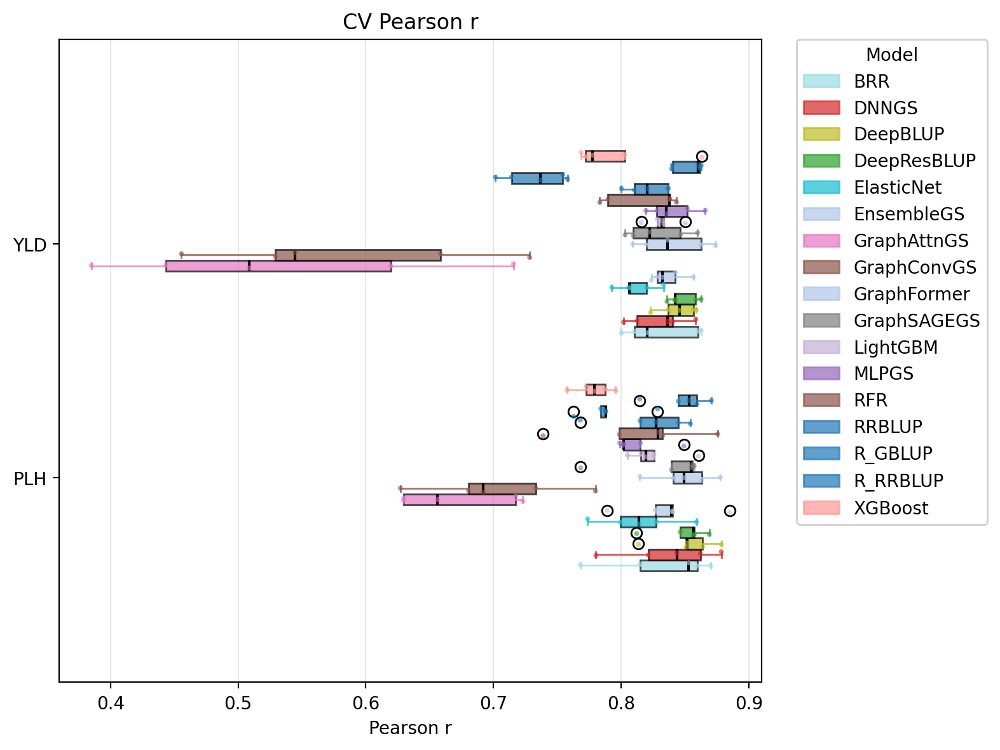 CV Pearson r
YLD
PLH
0.4 0.5 0.6 0.7 0.8 0.9
Pearson r
Model
BRR
DNNGS
DeepBLUP
DeepResBLUP
ElasticNet
EnsembleGS
GraphAttnGS
GraphConvGS
GraphFormer
GraphSAGEGS
LightGBM
MLPGS
RFR
RRBLUP
R_GBLUP
R_RRBLUP
XGBoost